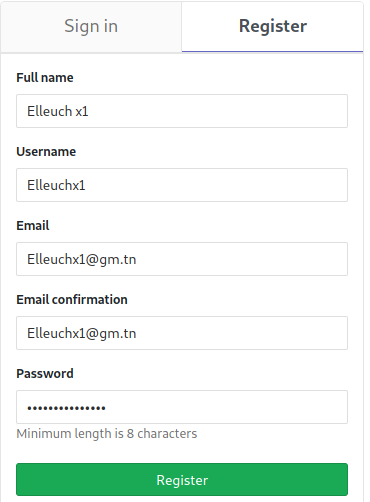 Sign in
Register
Full name
Elleuch x1
Username
Elleuchx1
Email
Elleuchx1@gm.tn
Email confirmation
Elleuchx1@gm.tn
Password
•••••••••••••••
Minimum length is 8 characters
Register